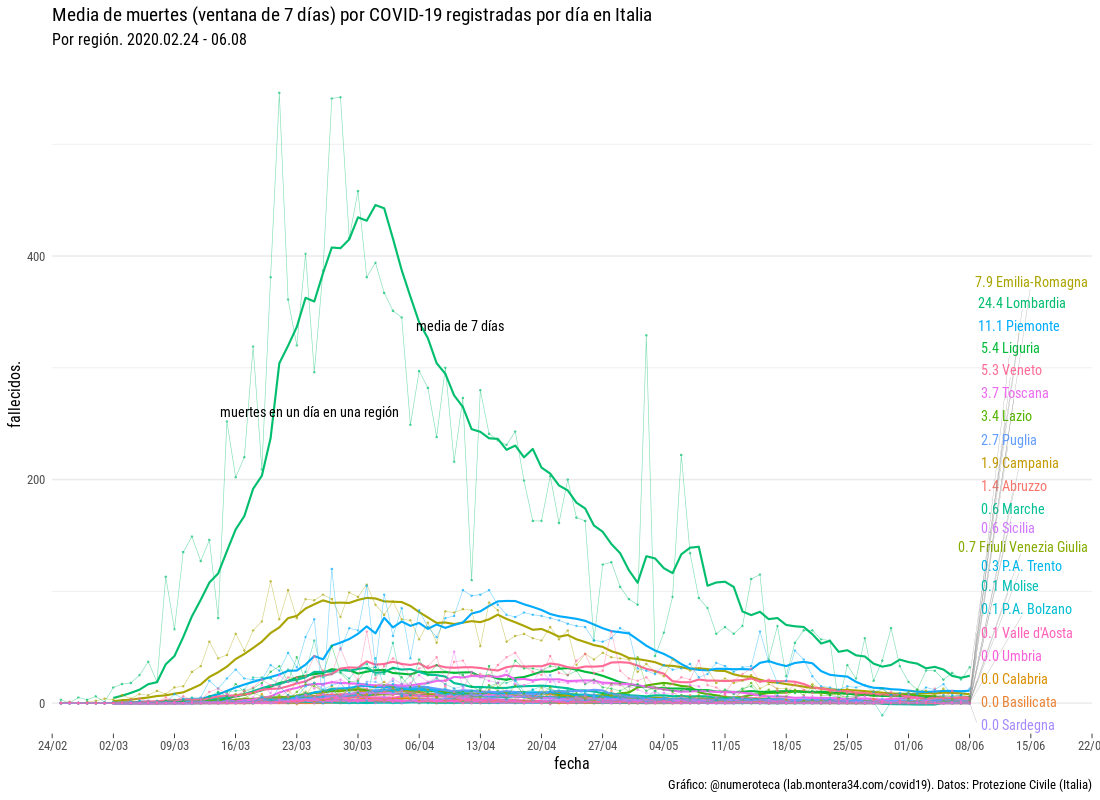 Media de muertes (ventana de 7 días) por COVID-19 registradas por día en Italia
Por región. 2020.02.24 - 06.08
fallecidos.
400
200
0
media de 7 días
muertes en un día en una región
7.9 Emilia-Romagna
24.4 Lombardia
11.1 Piemonte
5.4 Liguria
5.3 Veneto
3.7 Toscana
3.4 Lazio
2.7 Puglia
1.9 Campania
1.4 Abruzzo
0.6 Marche
0.6 Sicilia
0.7 Friuli Venezia Giulia
0.3 P.A. Trento
0.1 Molise
0.1 P.A. Bolzano
0.1 Valle d'Aosta
0.0 Umbria
0.0 Calabria
0.0 Basilicata
0.0 Sardegna
24/02 02/03 09/03 16/03 23/03 30/03 06/04 13/04 20/04 27/04 04/05 11/05 18/05 25/05 01/06 08/06 15/06 22/0
fecha
Gráfico: @numeroteca (lab.montera34.com/covid19). Datos: Protezione Civile (Italia)